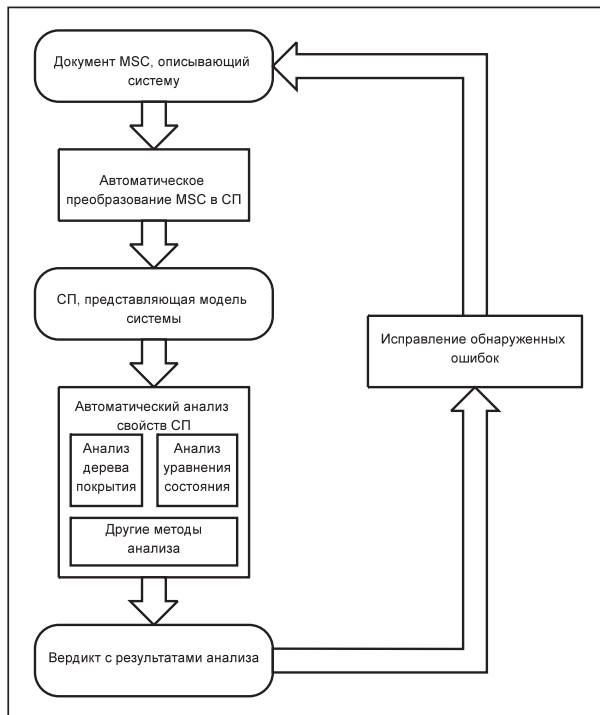 Документ MSC, описывающий
систему
Автоматическое
преобразование MSC в СП
СП, представляющая модель
системы
Автоматический анализ
свойств СП
Анализ
дерева
покрытия
Анализ
уравнения
состояния
Другие методы
анализа
Вердикт с результатами анализа
Исправление обнаруженных
ошибок